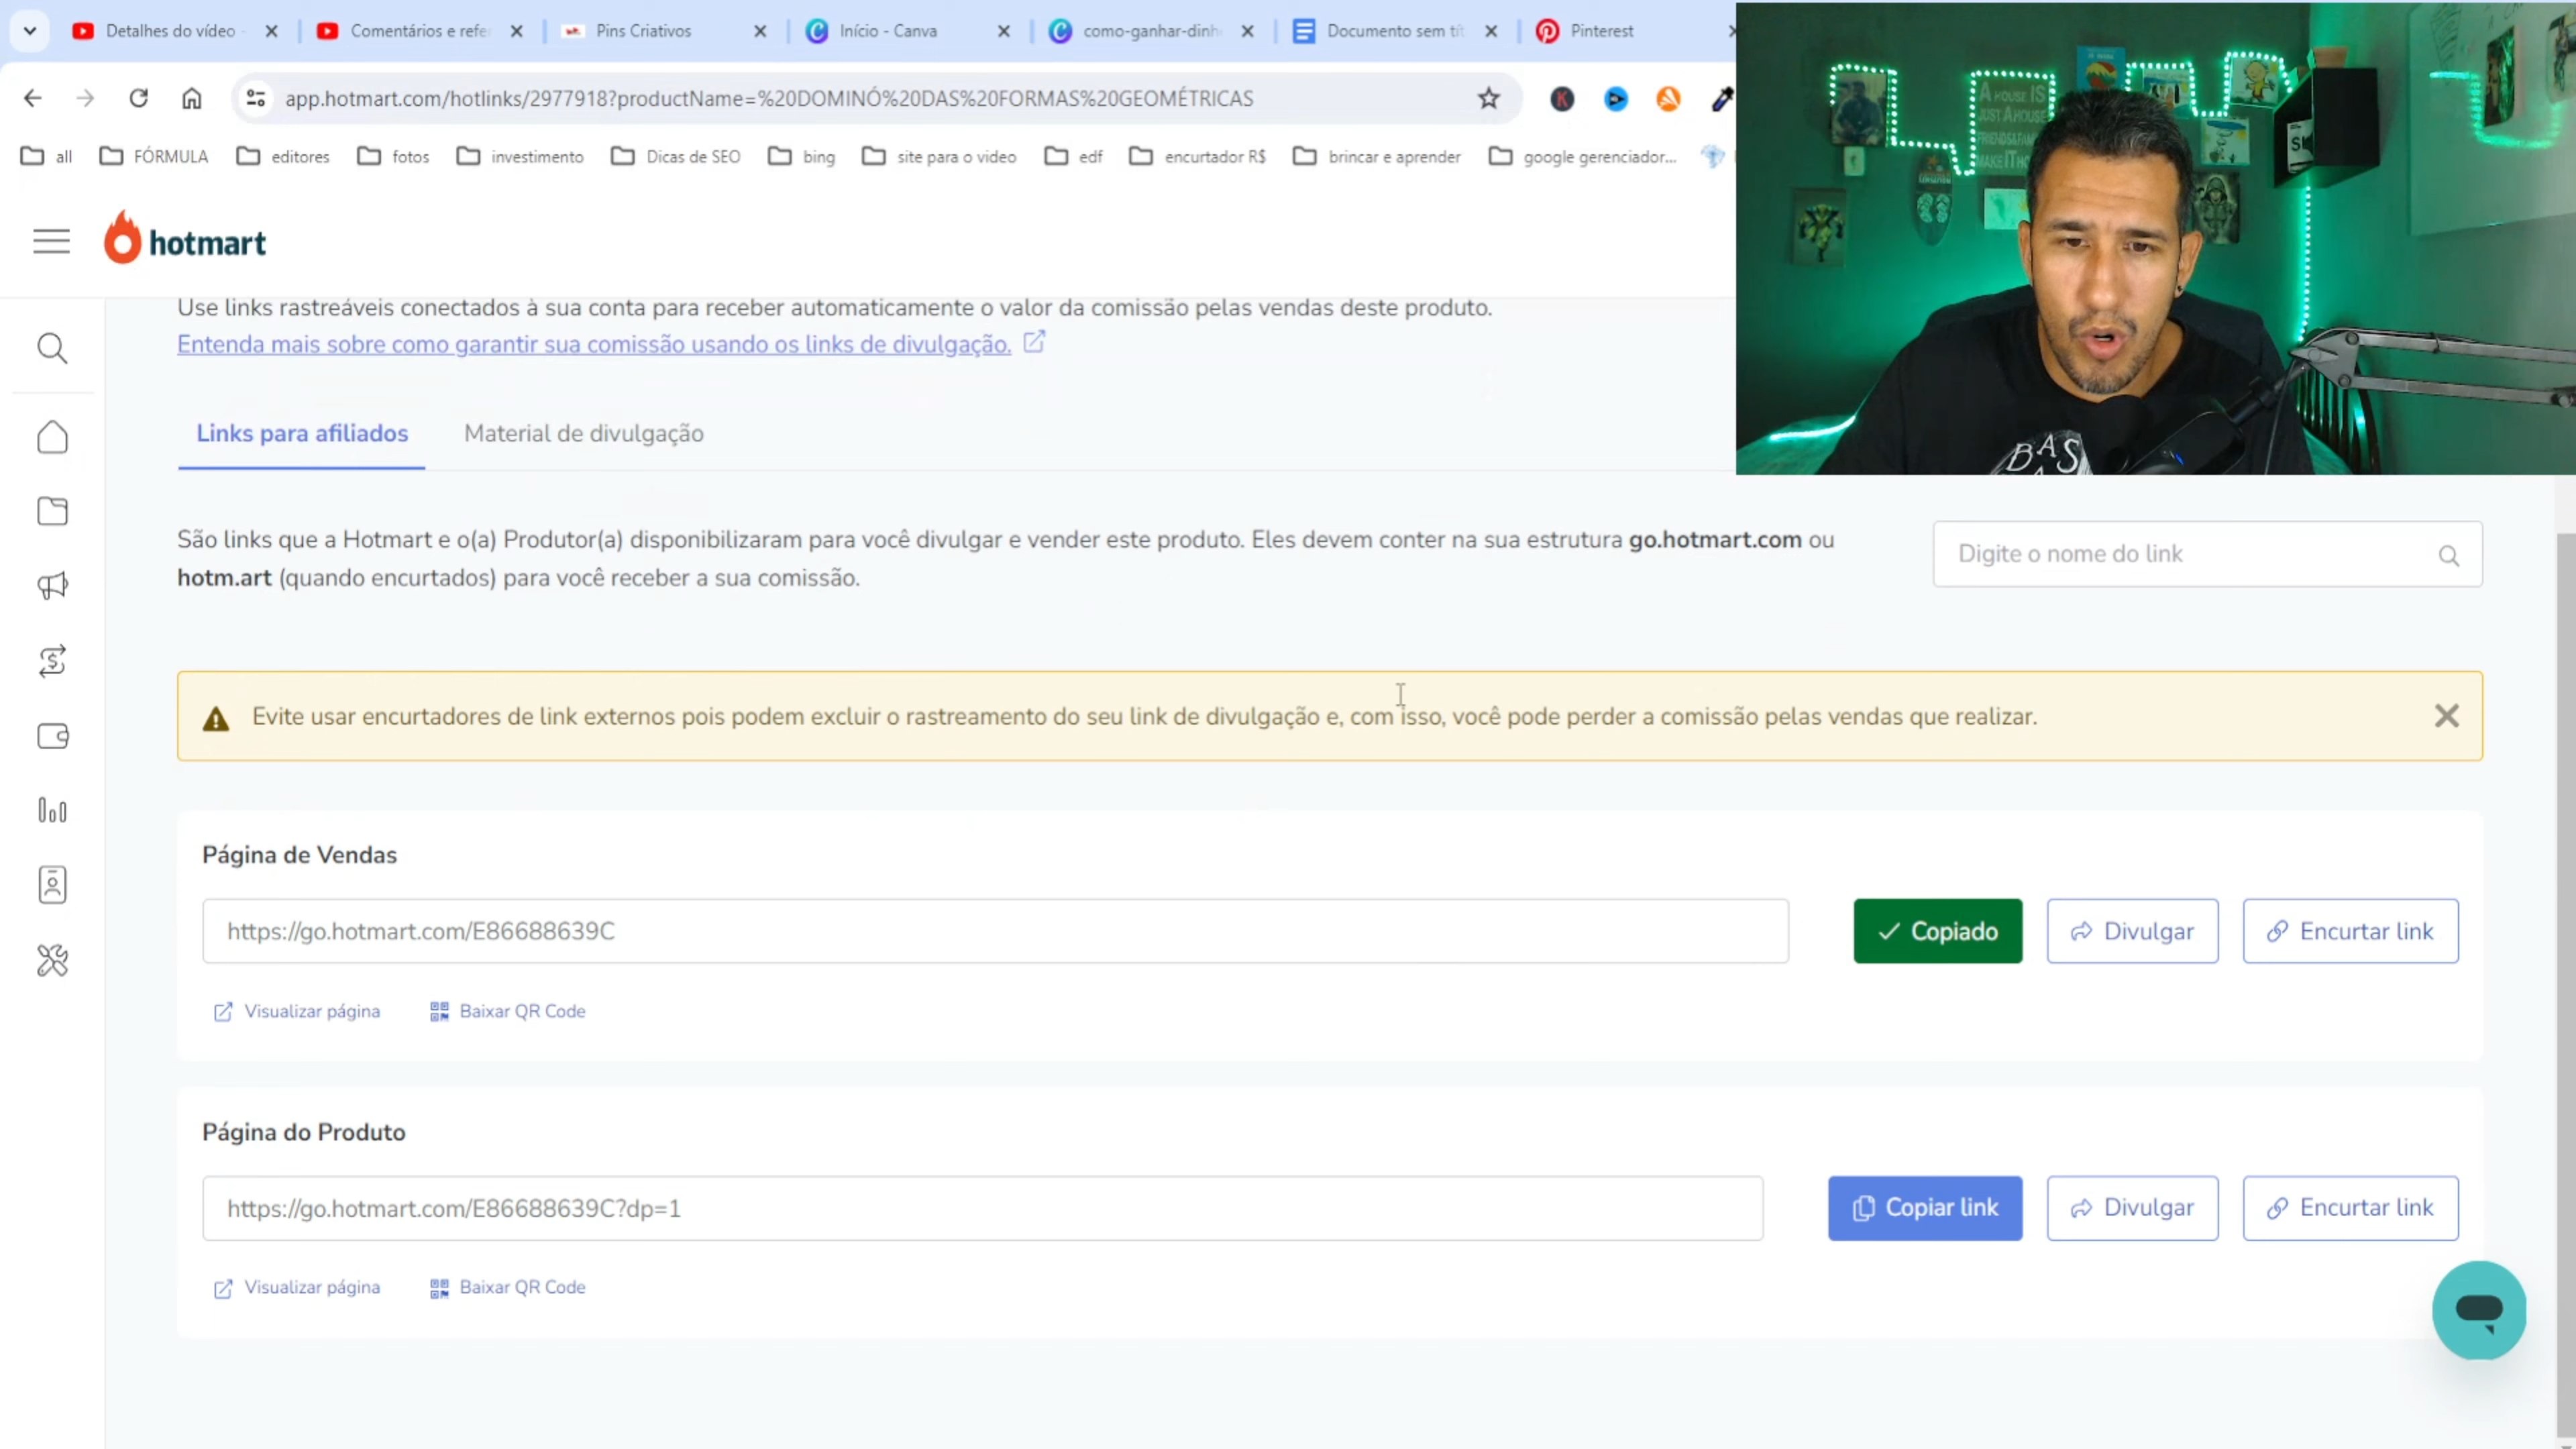 Detalhes do vídeo
Comentários e refe
Pins Criativos
Início - Canva
como-ganhar-dinh
Documento sem tít
Pinterest
app.hotmart.com/hotlinks/2977918?productName=%20DOMINÓ%20DAS%20FORMAS%20GEOMÉTRICAS
all
FÓRMULA
editores
fotos
investimento
Dicas de SEO
bing
site para o video
edf
encurtador R$
brincar e aprender
google gerenciador...
hotmart
Use links rastreáveis conectados à sua conta para receber automaticamente o valor da comissão pelas vendas deste produto.
Entenda mais sobre como garantir sua comissão usando os links de divulgação.
Links para afiliados
Material de divulgação
São links que a Hotmart e o(a) Produtor(a) disponibilizaram para você divulgar e vender este produto. Eles devem conter na sua estrutura go.hotmart.com ou
hotm.art (quando encurtados) para você receber a sua comissão.
Digite o nome do link
Evite usar encurtadores de link externos pois podem excluir o rastreamento do seu link de divulgação e, com isso, você pode perder a comissão pelas vendas que realizar.
Página de Vendas
https://go.hotmart.com/E86688639C
Copiado
Divulgar
Encurtar link
Visualizar página
Baixar QR Code
Página do Produto
https://go.hotmart.com/E86688639C?dp=1
Copiar link
Divulgar
Encurtar link
Visualizar página
Baixar QR Code
A HOUSE IS
JUST A HOUSE
BAS